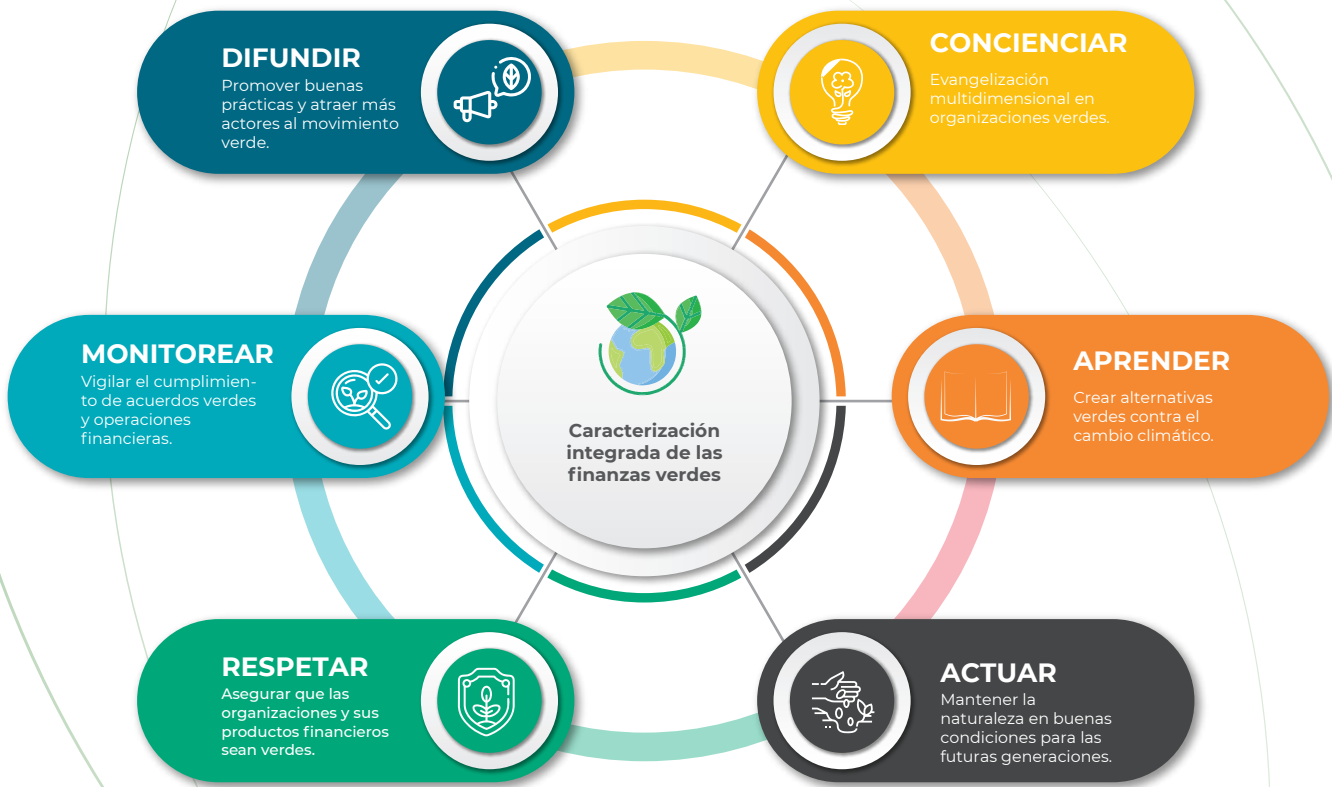 DIFUNDIR
Promover buenas
prácticas y atraer más
actores al movimiento
verde.
CONCIENCIAR
Evangelización
multidimensional en
organizaciones verdes.
MONITOREAR
Vigilar el cumplimien-
to de acuerdos verdes
y operaciones
financieras.
Caracterización
integrada de las
finanzas verdes
APRENDER
Crear alternativas
verdes contra el
cambio climático.
RESPETAR
Asegurar que las
organizaciones y sus
productos financieros
sean verdes.
ACTUAR
Mantener la
naturaleza en buenas
condiciones para las
futuras generaciones.